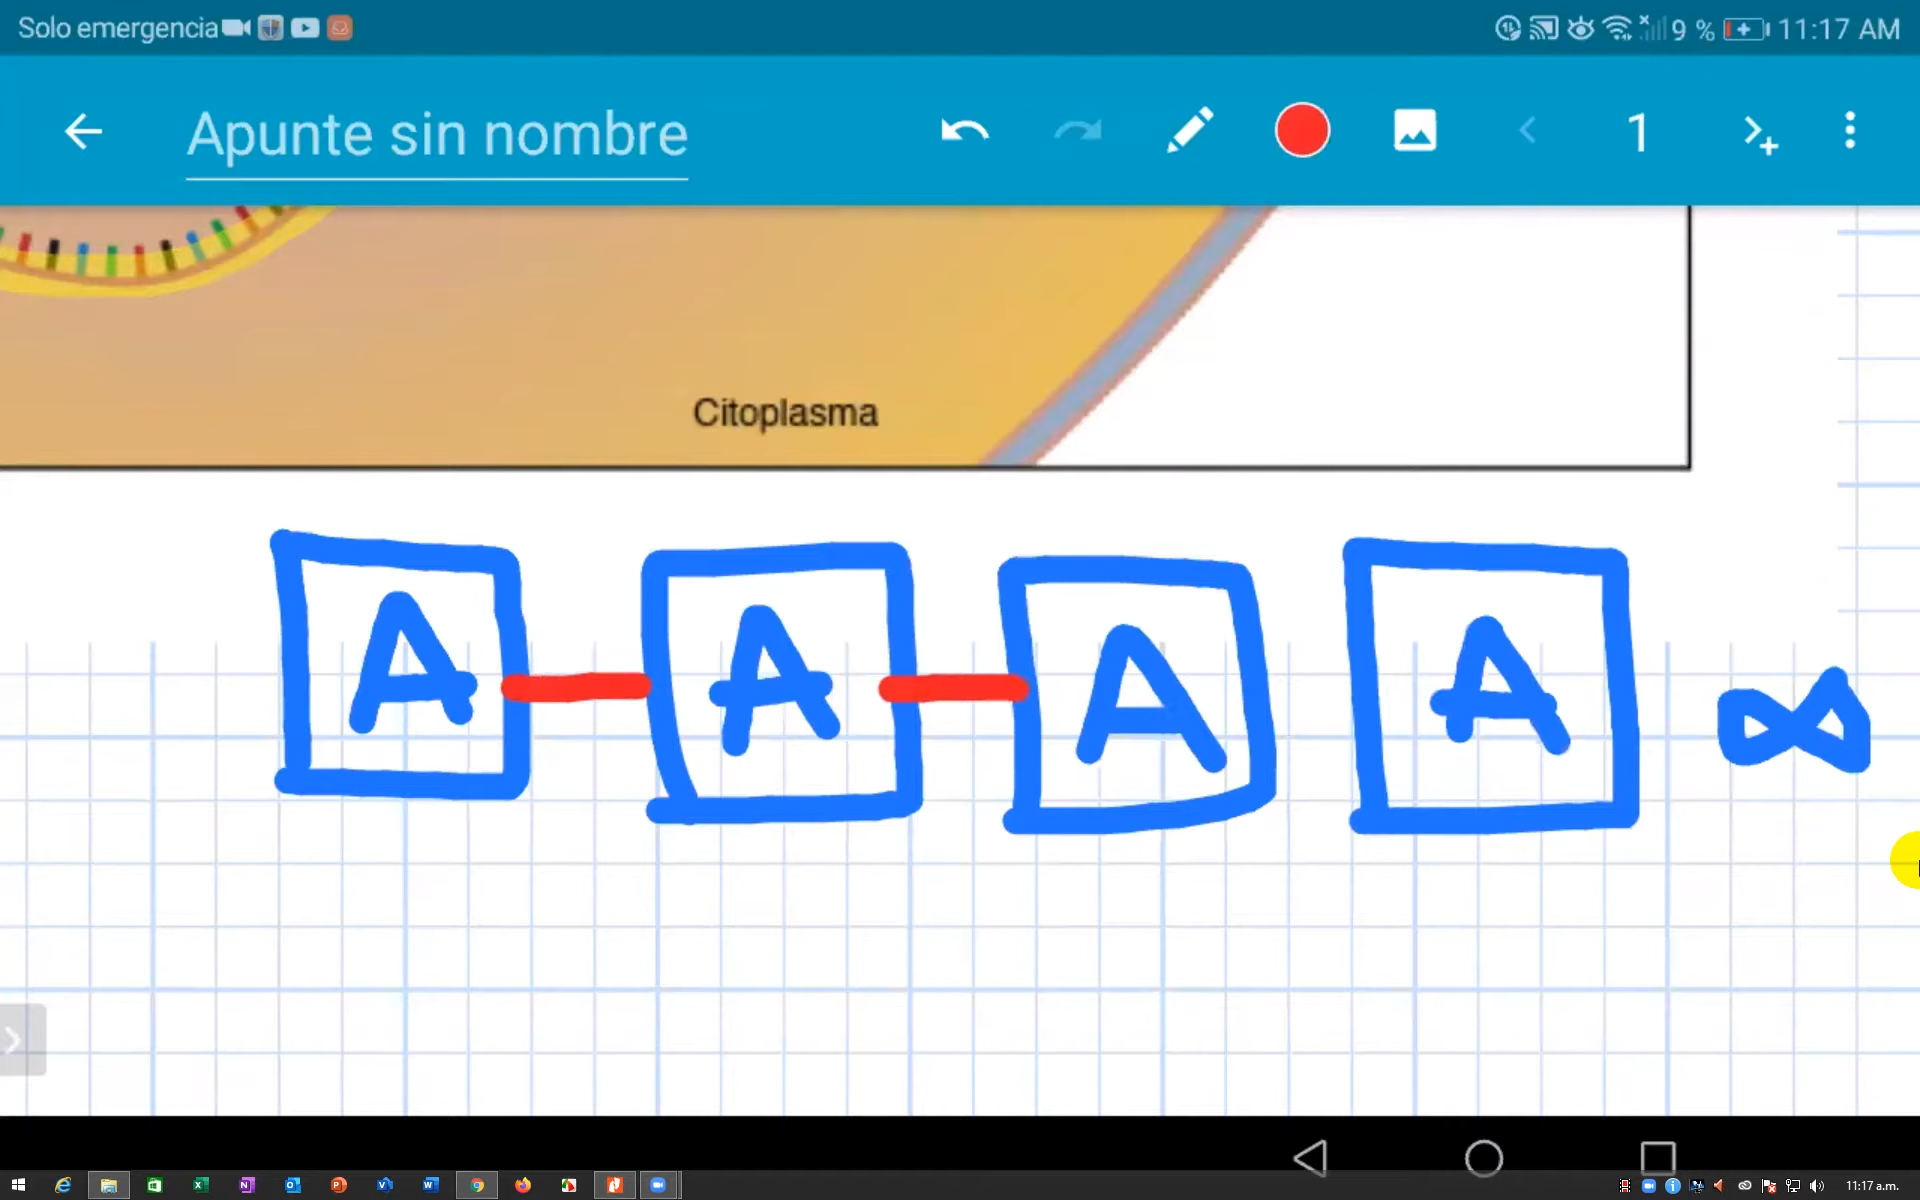 Solo emergencia 9 % 11:17 AM
Apunte sin nombre 1
Citoplasma
A A A A ∞
11:17 a.m.